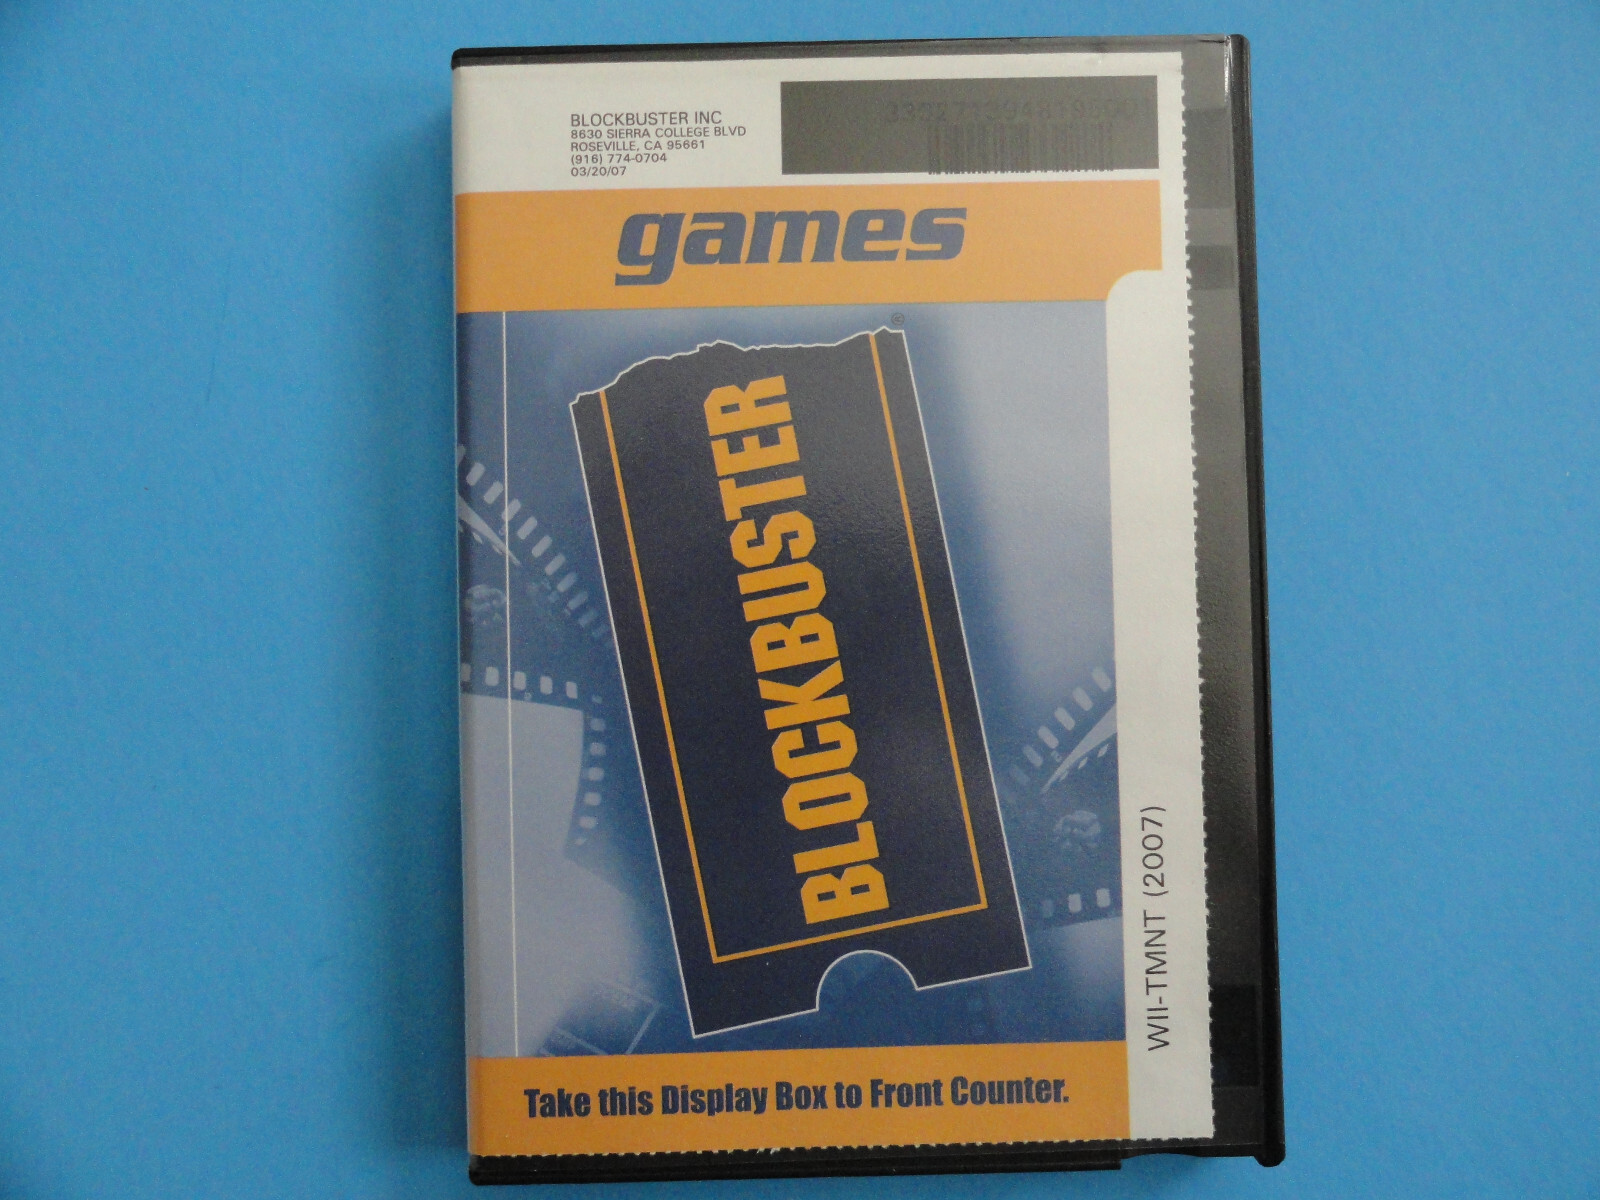 BLOCKBUSTER INC
8630 SIERRA COLLEGE BLVD
ROSEVILLE, CA 95661
(916) 774-0704
03/20/07
games
BLOCKBUSTER
®
WII-TMNT (2007)
Take this Display Box to Front Counter.